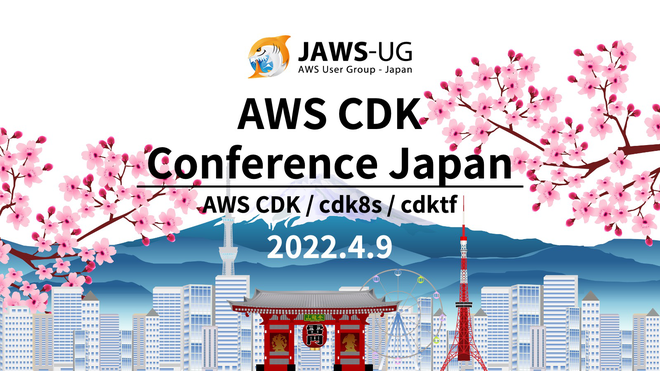 JAWS-UG
AWS User Group - Japan
AWS CDK
Conference Japan
AWS CDK / cdk8s / cdktf
2022.4.9